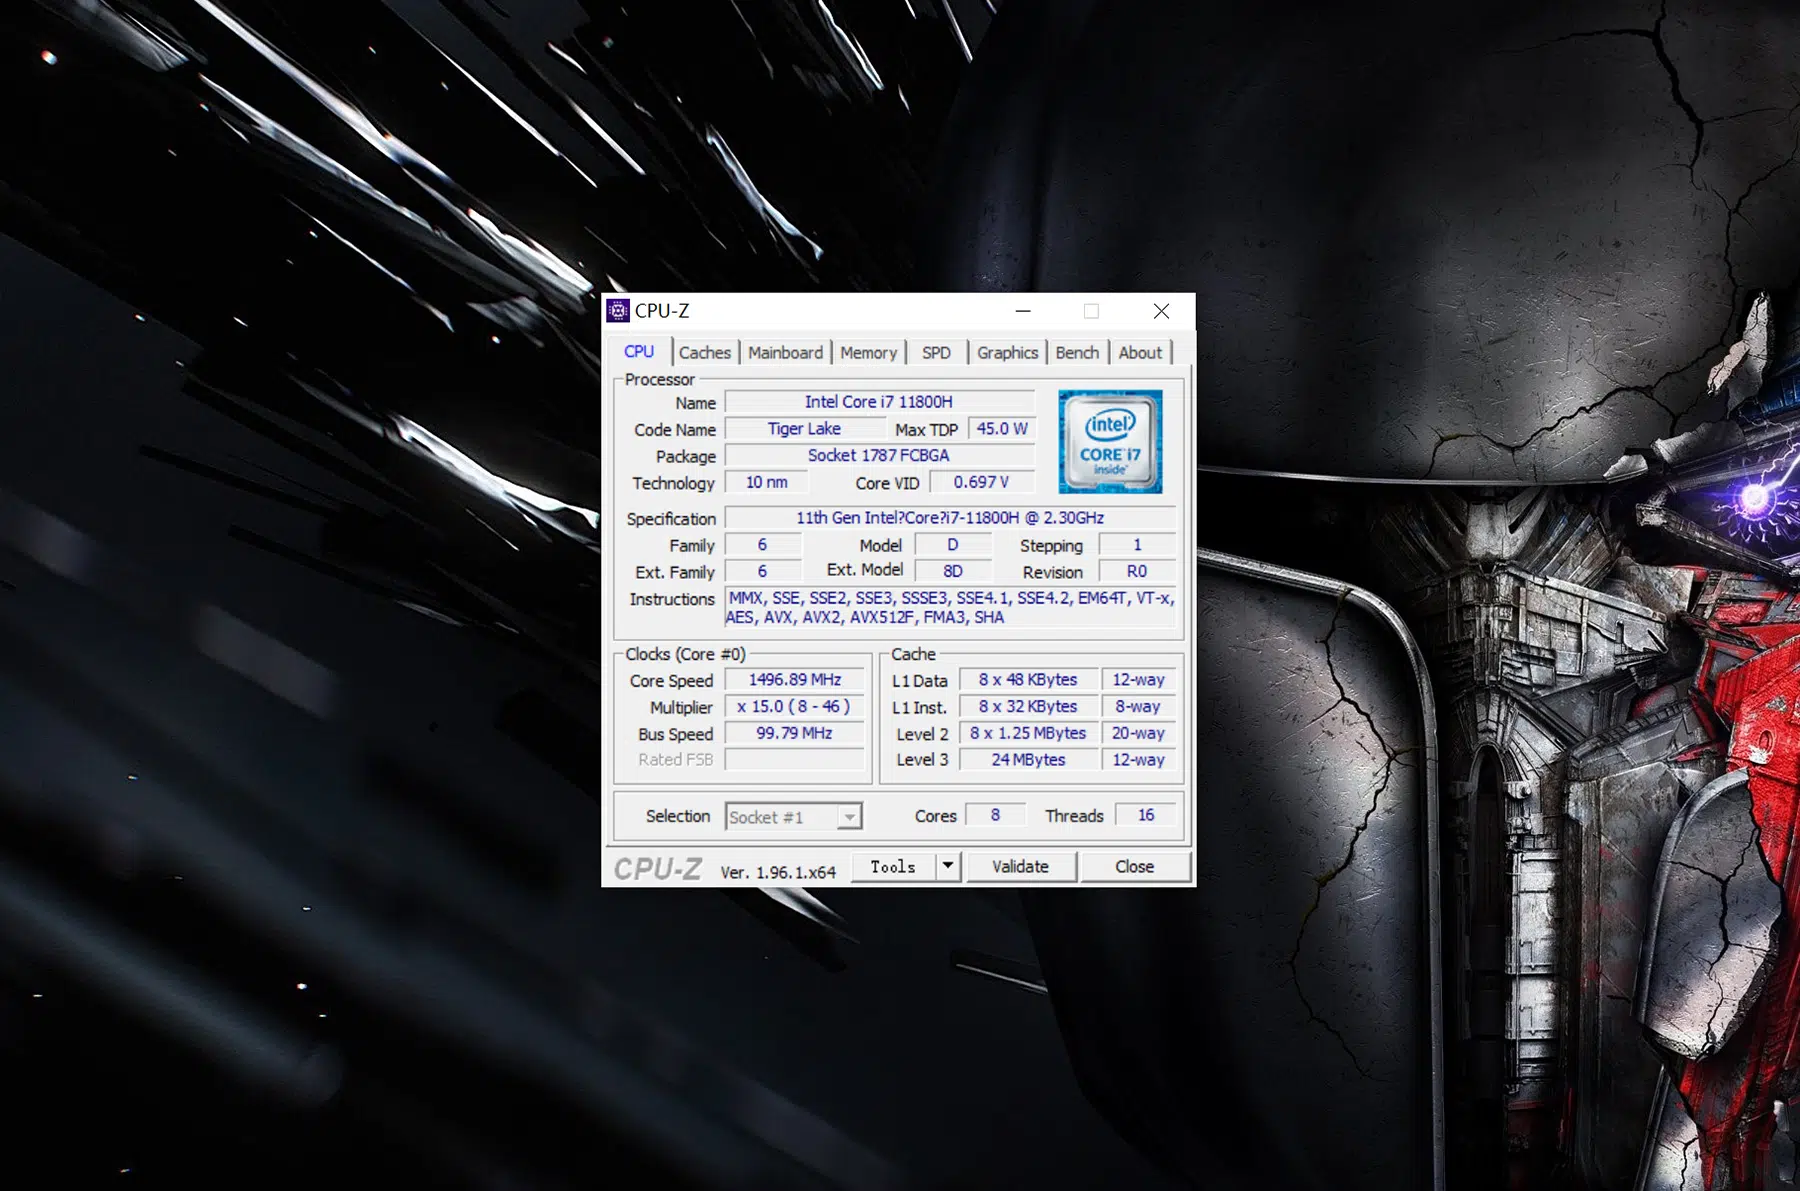 CPU-Z
CPU Caches Mainboard Memory SPD Graphics Bench About
Processor
Name Intel Core i7 11800H
Code Name Tiger Lake Max TDP 45.0 W
Package Socket 1787 FCBGA
Technology 10 nm Core VID 0.697 V
intel
CORE i7
inside
Specification 11th Gen Intel?Core?i7-11800H @ 2.30GHz
Family 6 Model D Stepping 1
Ext. Family 6 Ext. Model 8D Revision R0
Instructions MMX, SSE, SSE2, SSE3, SSSE3, SSE4.1, SSE4.2, EM64T, VT-x,
AES, AVX, AVX2, AVX512F, FMA3, SHA
Clocks (Core #0)
Core Speed 1496.89 MHz
Multiplier x 15.0 ( 8 - 46 )
Bus Speed 99.79 MHz
Rated FSB
Cache
L1 Data 8 x 48 KBytes 12-way
L1 Inst. 8 x 32 KBytes 8-way
Level 2 8 x 1.25 MBytes 20-way
Level 3 24 MBytes 12-way
Selection Socket #1 Cores 8 Threads 16
CPU-Z Ver. 1.96.1.x64 Tools Validate Close